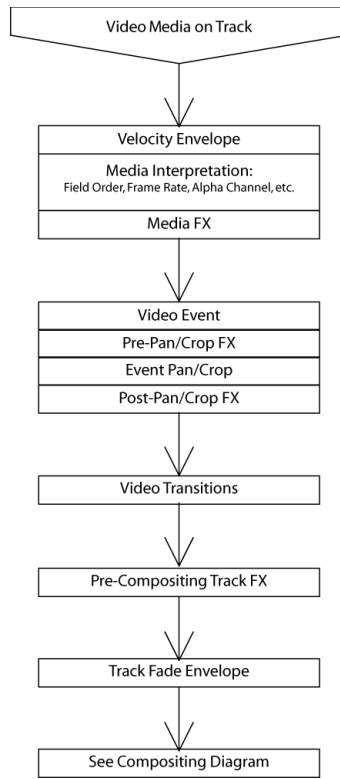 Video Media on Track
Velocity Envelope
Media Interpretation:
Field Order, Frame Rate, Alpha Channel, etc.
Media FX
Video Event
Pre-Pan/Crop FX
Event Pan/Crop
Post-Pan/Crop FX
Video Transitions
Pre-Compositing Track FX
Track Fade Envelope
See Compositing Diagram